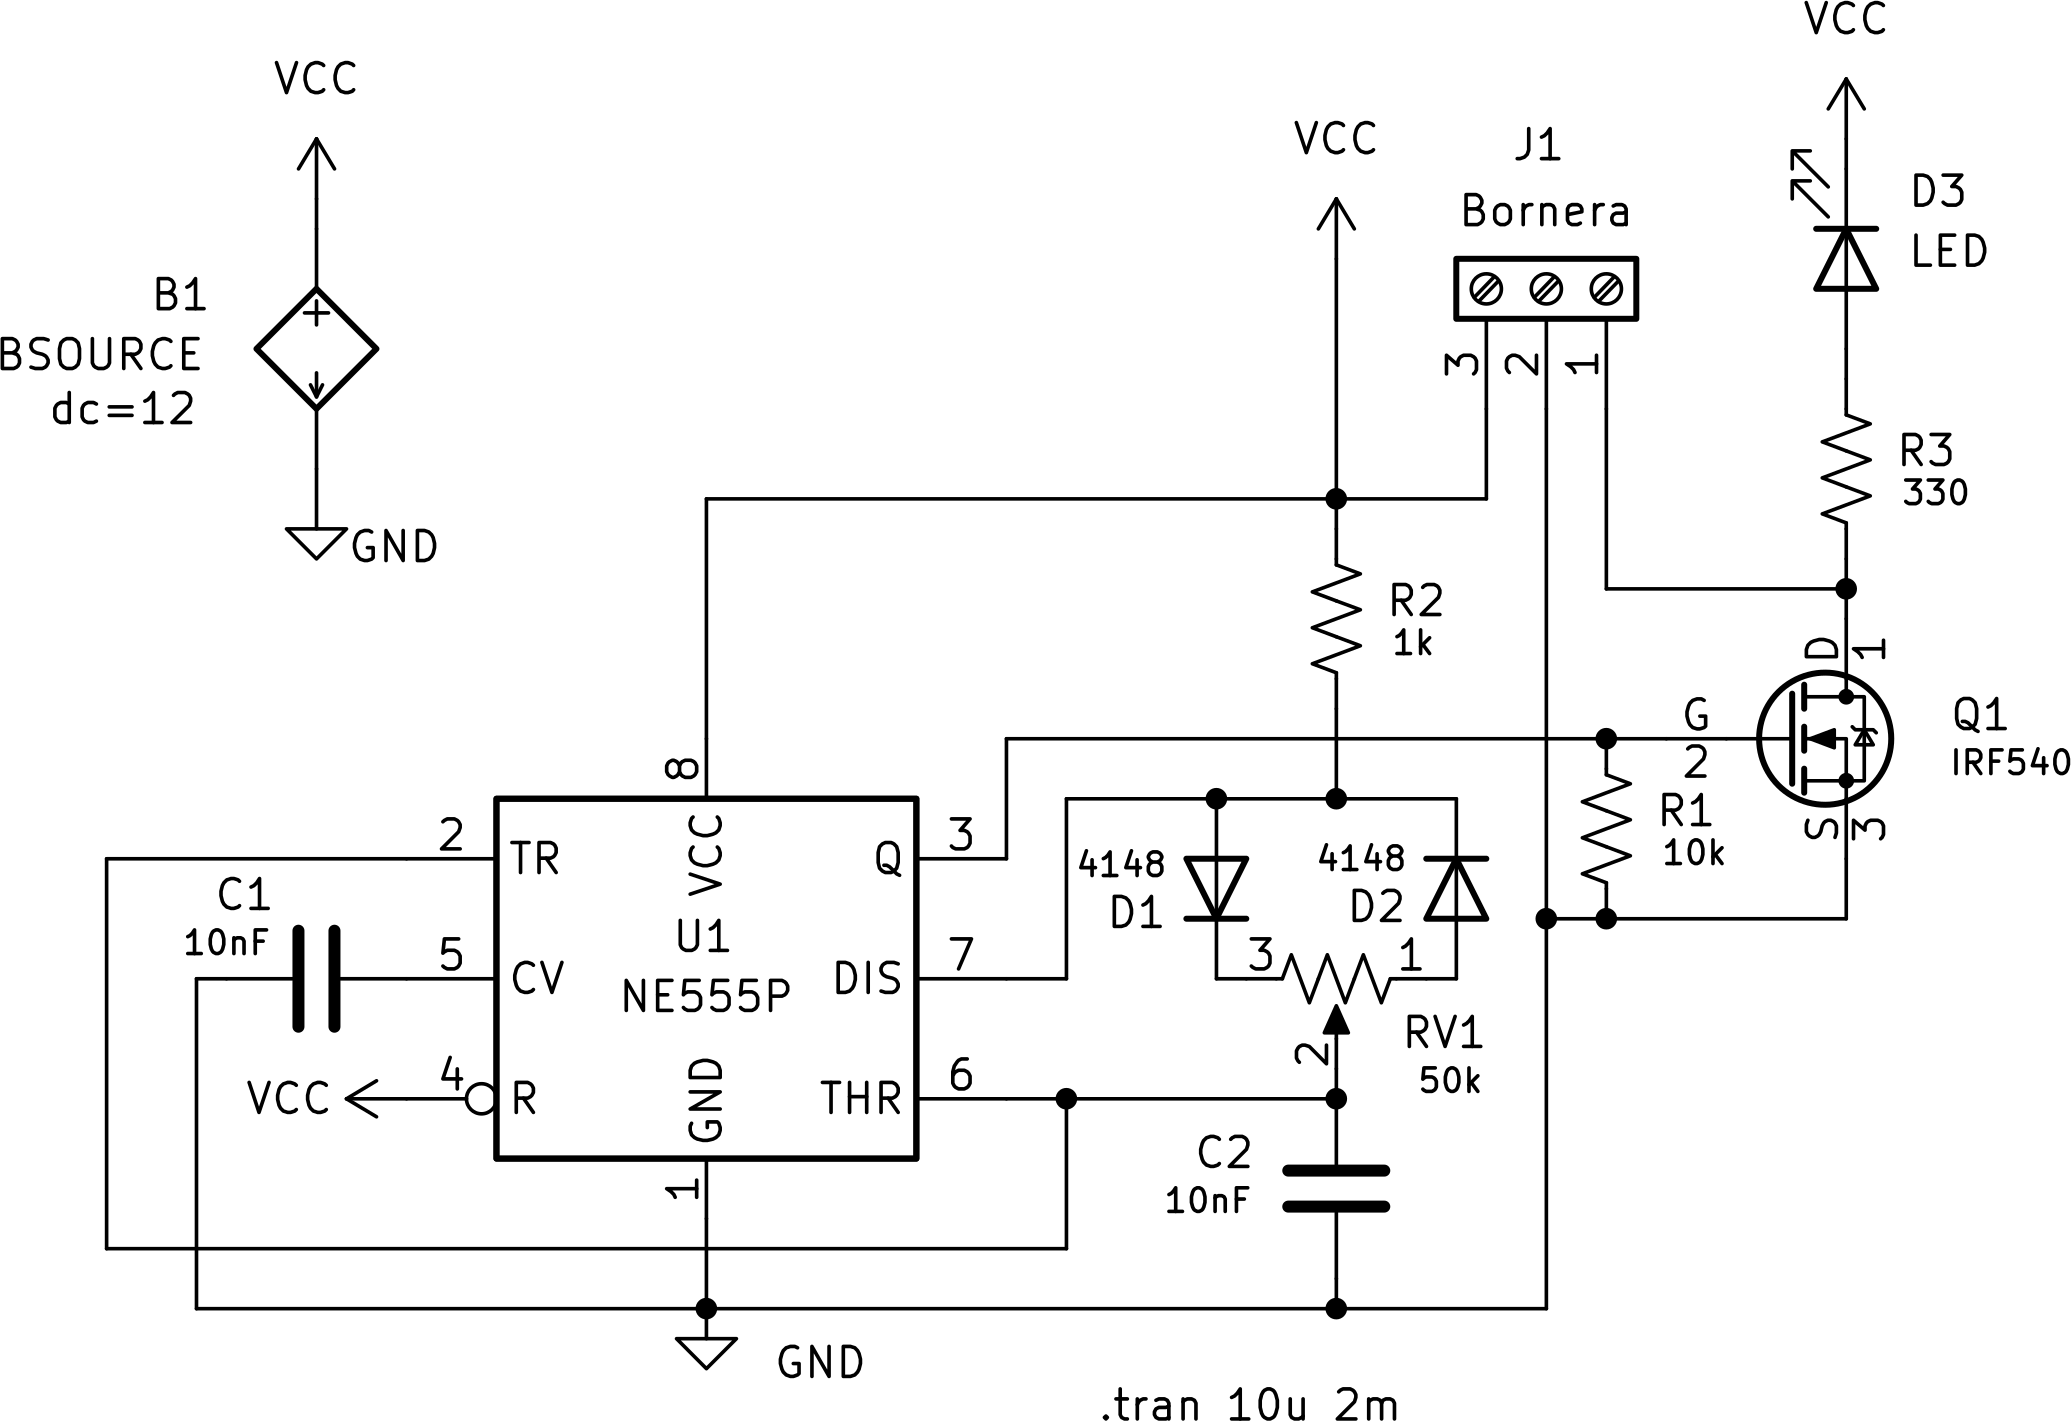 VCC
VCC
VCC
J1
Bornera
D3
LED
B1
BSOURCE
dc=12
3
2
1
R3
330
GND
R2
1k
D
1
G
2
Q1
IRF540
8
S
3
R1
10k
2
TR
VCC
Q
3
4148
D1
4148
D2
C1
10nF
5
CV
U1
NE555P
DIS
7
3
1
RV1
50k
2
VCC
4
R
GND
THR
6
1
C2
10nF
GND
.tran 10u 2m